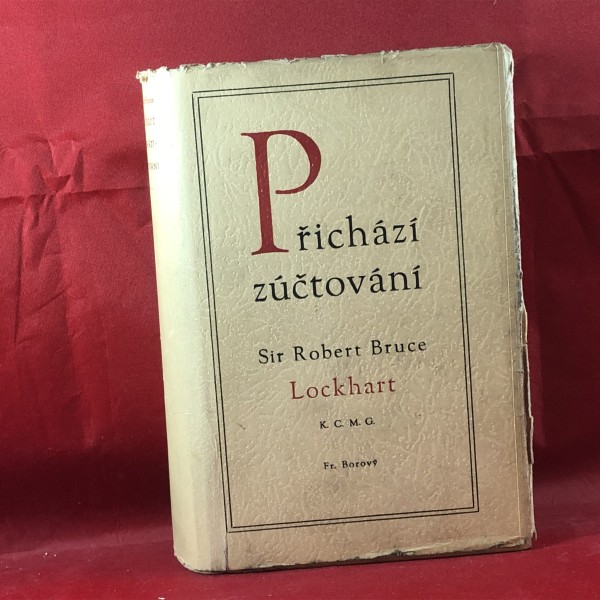 Přichází
zúčtování
Sir Robert Bruce
Lockhart
K. C. M. G.
Fr. Borový